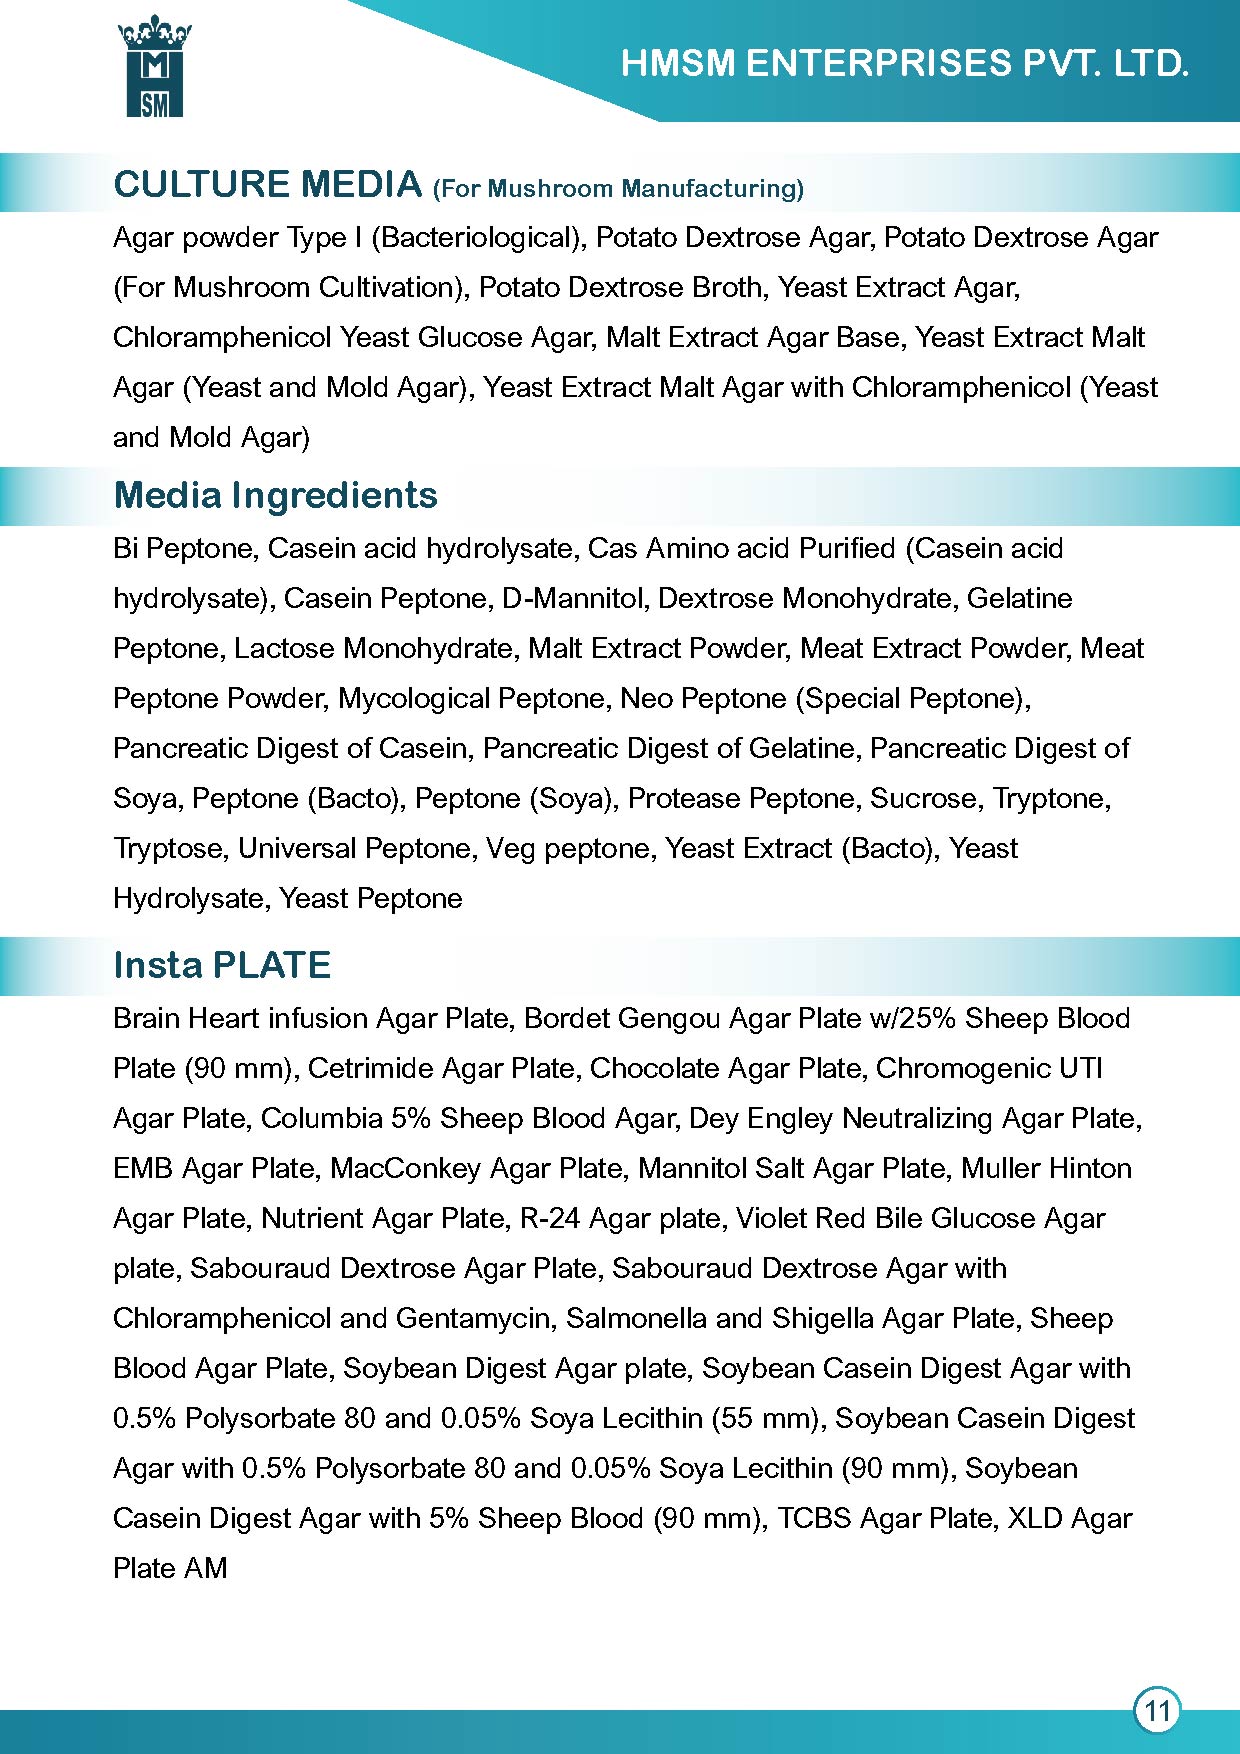 M
SM
HMSM ENTERPRISES PVT. LTD.
CULTURE MEDIA (For Mushroom Manufacturing)
Agar powder Type I (Bacteriological), Potato Dextrose Agar, Potato Dextrose Agar
(For Mushroom Cultivation), Potato Dextrose Broth, Yeast Extract Agar,
Chloramphenicol Yeast Glucose Agar, Malt Extract Agar Base, Yeast Extract Malt
Agar (Yeast and Mold Agar), Yeast Extract Malt Agar with Chloramphenicol (Yeast
and Mold Agar)
Media Ingredients
Bi Peptone, Casein acid hydrolysate, Cas Amino acid Purified (Casein acid
hydrolysate), Casein Peptone, D-Mannitol, Dextrose Monohydrate, Gelatine
Peptone, Lactose Monohydrate, Malt Extract Powder, Meat Extract Powder, Meat
Peptone Powder, Mycological Peptone, Neo Peptone (Special Peptone),
Pancreatic Digest of Casein, Pancreatic Digest of Gelatine, Pancreatic Digest of
Soya, Peptone (Bacto), Peptone (Soya), Protease Peptone, Sucrose, Tryptone,
Tryptose, Universal Peptone, Veg peptone, Yeast Extract (Bacto), Yeast
Hydrolysate, Yeast Peptone
Insta PLATE
Brain Heart infusion Agar Plate, Bordet Gengou Agar Plate w/25% Sheep Blood
Plate (90 mm), Cetrimide Agar Plate, Chocolate Agar Plate, Chromogenic UTI
Agar Plate, Columbia 5% Sheep Blood Agar, Dey Engley Neutralizing Agar Plate,
EMB Agar Plate, MacConkey Agar Plate, Mannitol Salt Agar Plate, Muller Hinton
Agar Plate, Nutrient Agar Plate, R-24 Agar plate, Violet Red Bile Glucose Agar
plate, Sabouraud Dextrose Agar Plate, Sabouraud Dextrose Agar with
Chloramphenicol and Gentamycin, Salmonella and Shigella Agar Plate, Sheep
Blood Agar Plate, Soybean Digest Agar plate, Soybean Casein Digest Agar with
0.5% Polysorbate 80 and 0.05% Soya Lecithin (55 mm), Soybean Casein Digest
Agar with 0.5% Polysorbate 80 and 0.05% Soya Lecithin (90 mm), Soybean
Casein Digest Agar with 5% Sheep Blood (90 mm), TCBS Agar Plate, XLD Agar
Plate AM
11